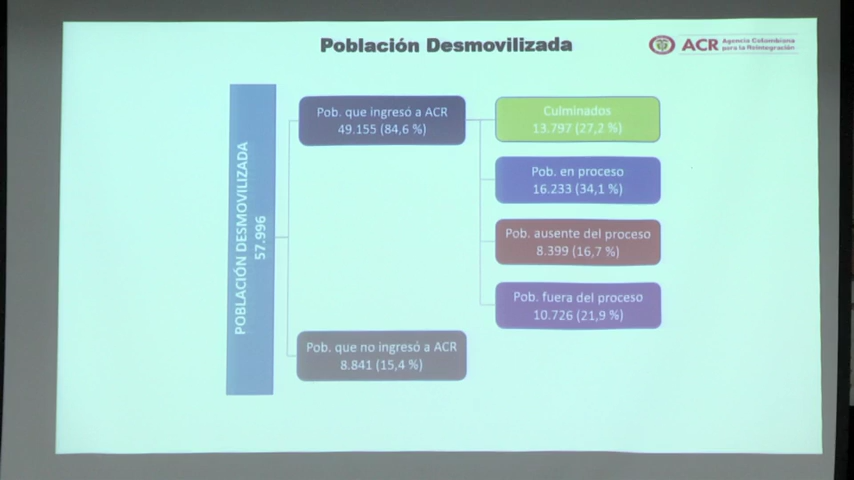 Población Desmovilizada
ACR Agencia Colombiana
para la Reintegración
POBLACIÓN DESMOVILIZADA
57.996
Pob. que ingresó a ACR
49.155 (84,6 %)
Pob. que no ingresó a ACR
8.841 (15,4 %)
Culminados
13.797 (27,2 %)
Pob. en proceso
16.233 (34,1 %)
Pob. ausente del proceso
8.399 (16,7 %)
Pob. fuera del proceso
10.726 (21,9 %)